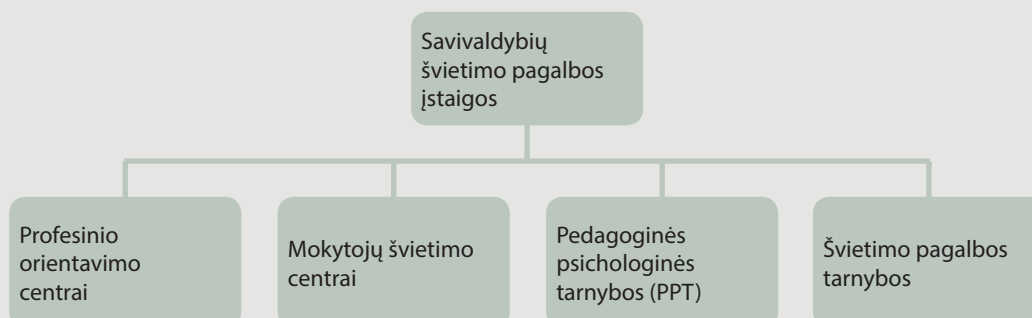 Savivaldybių
švietimo pagalbos
įstaigos
Profesinio
orientavimo
centrai
Mokytojų švietimo
centrai
Pedagoginės
psichologinės
tarnybos (PPT)
Švietimo pagalbos
tarnybos